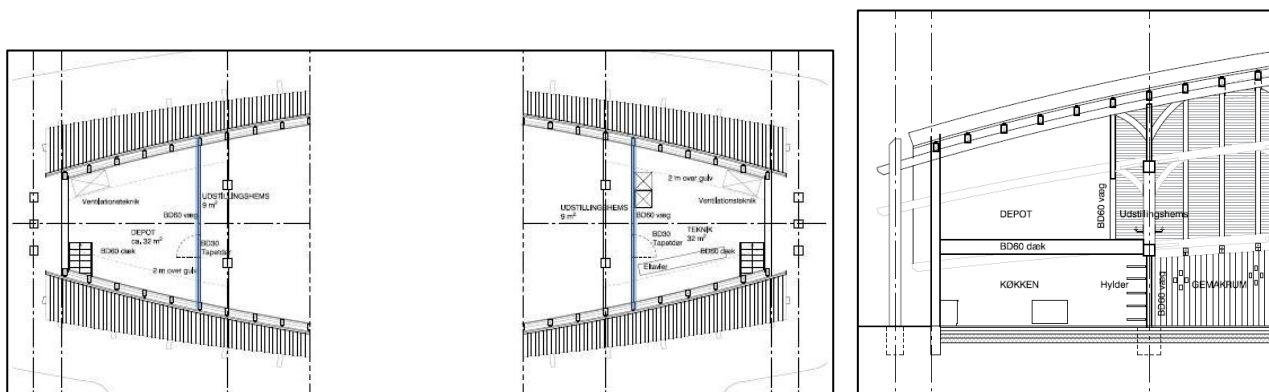 Ventilationsteknik
UDSTILLINGSHEMS
9 m²
BD60 væg
DEPOT
ca. 32 m²
BD60 dæk
BD30
Tapetdør
2 m over gulv
2 m over gulv
Ventilationsteknik
UDSTILLINGSHEMS
9 m²
BD60 væg
TEKNIK
32 m²
BD30
Tapetdør
BD60 dæk
Eltavler
DEPOT
BD60 væg
Udstillingshems
BD60 dæk
KØKKEN
Hylder
BD60 væg
GEMAKRUM